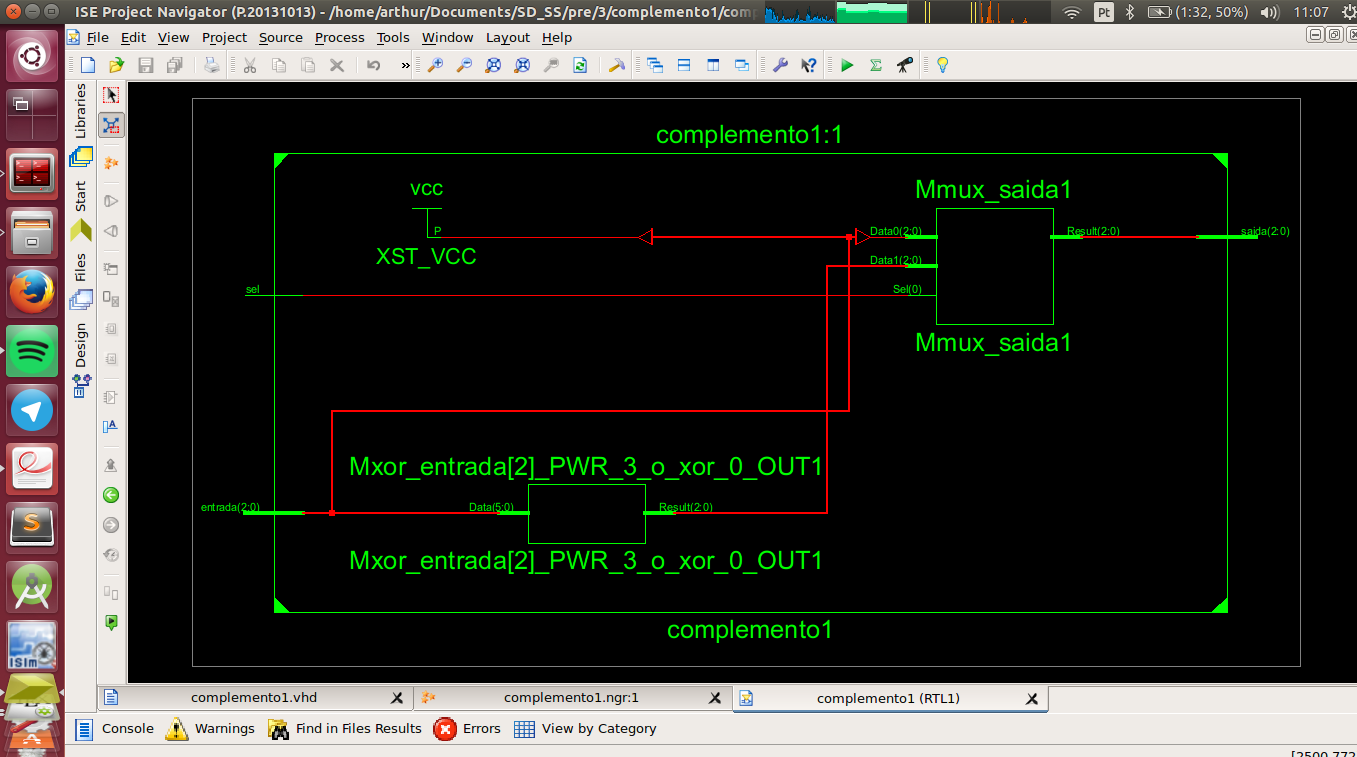 ISE Project Navigator (P.20131013) - /home/arthur/Documents/SD_SS/pre/3/complemento1/comp
Pt
(1:32, 50%)
11:07
File Edit View Project Source Process Tools Window Layout Help
»
Libraries
Start
Files
Design
complemento1:1
vcc
P
XST_VCC
Mmux_saida1
Data0(2:0)
Result(2:0)
saida(2:0)
Data1(2:0)
sel
Sel(0)
Mmux_saida1
Mxor_entrada[2]_PWR_3_o_xor_0_OUT1
entrada(2:0)
Data(5:0)
Result(2:0)
Mxor_entrada[2]_PWR_3_o_xor_0_OUT1
complemento1
S
ISim
complemento1.vhd
complemento1.ngr:1
complemento1 (RTL1)
Console Warnings Find in Files Results Errors View by Category
[2500,772